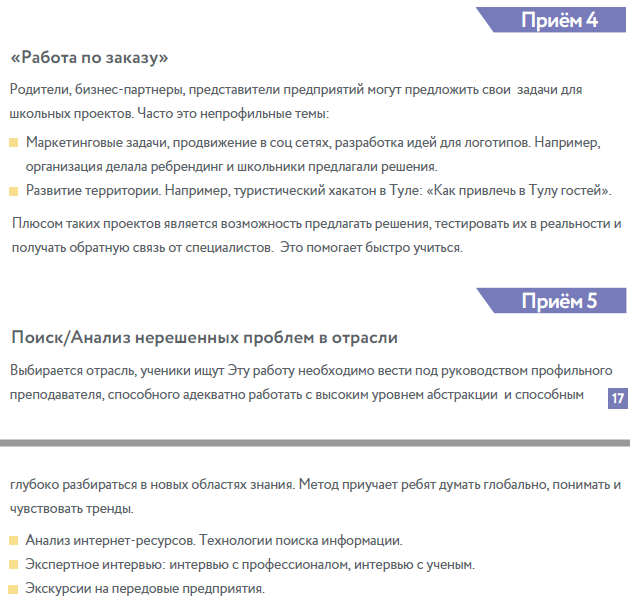 Приём 4
«Работа по заказу»
Родители, бизнес-партнеры, представители предприятий могут предложить свои задачи для
школьных проектов. Часто это непрофильные темы:
Маркетинговые задачи, продвижение в соц сетях, разработка идей для логотипов. Например,
организация делала ребрендинг и школьники предлагали решения.
Развитие территории. Например, туристический хакатон в Туле: «Как привлечь в Тулу гостей».
Плюсом таких проектов является возможность предлагать решения, тестировать их в реальности и
получать обратную связь от специалистов. Это помогает быстро учиться.
Приём 5
Поиск/Анализ нерешенных проблем в отрасли
Выбирается отрасль, ученики ищут Эту работу необходимо вести под руководством профильного
преподавателя, способного адекватно работать с высоким уровнем абстракции и способным
17
глубоко разбираться в новых областях знания. Метод приучает ребят думать глобально, понимать и
чувствовать тренды.
Анализ интернет-ресурсов. Технологии поиска информации.
Экспертное интервью: интервью с профессионалом, интервью с ученым.
Экскурсии на передовые предприятия.